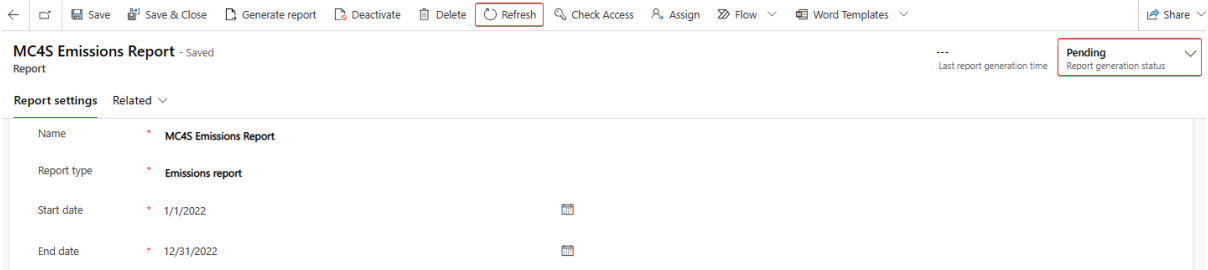 Save Save & Close Generate report Deactivate Delete Refresh Check Access Assign Flow Word Templates Share
MC4S Emissions Report - Saved
Report
---
Last report generation time
Pending
Report generation status
Report settings Related
Name * MC4S Emissions Report
Report type * Emissions report
Start date * 1/1/2022
End date * 12/31/2022